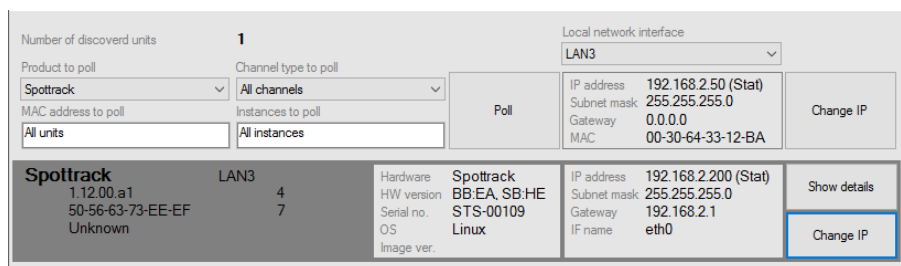 Number of discoverd units 1
Local network interface
LAN3
Product to poll Channel type to poll
Spottrack All channels
MAC address to poll Instances to poll
All units All instances
Poll
IP address 192.168.2.50 (Stat)
Subnet mask 255.255.255.0
Gateway 0.0.0.0
MAC 00-30-64-33-12-BA
Change IP
Spottrack LAN3
1.12.00.a1 4
50-56-63-73-EE-EF 7
Unknown
Hardware Spottrack
HW version BB:EA, SB:HE
Serial no. STS-00109
OS Linux
Image ver.
IP address 192.168.2.200 (Stat)
Subnet mask 255.255.255.0
Gateway 192.168.2.1
IF name eth0
Show details
Change IP